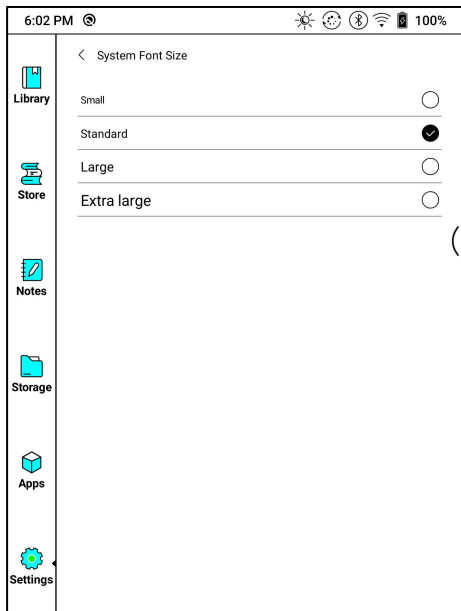 6:02 PM 100%
System Font Size
Small
Standard
Large
Extra large
Library
Store
Notes
Storage
Apps
Settings